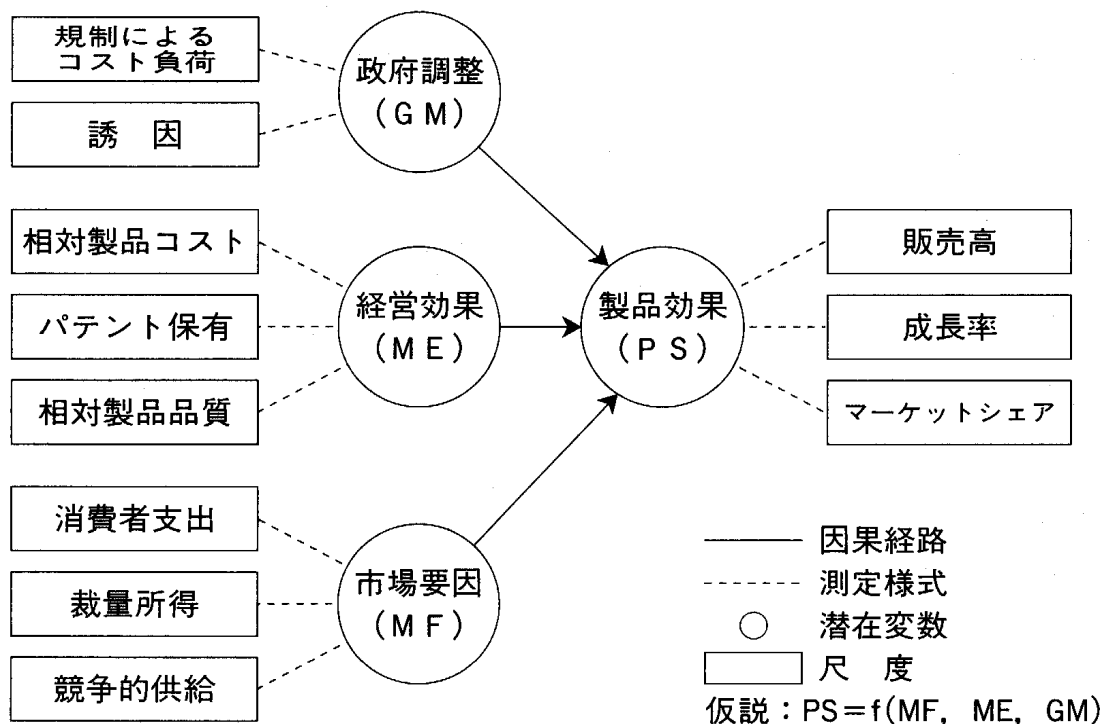 規制による
コスト負荷
誘 因
政府調整
(GM)
相対製品コスト
パテント保有
相対製品品質
経営効果
(ME)
消費者支出
裁量所得
競争的供給
市場要因
(MF)
製品効果
(PS)
販売高
成長率
マーケットシェア
因果経路
測定様式
潜在変数
尺 度
仮説：PS=f(MF, ME, GM)